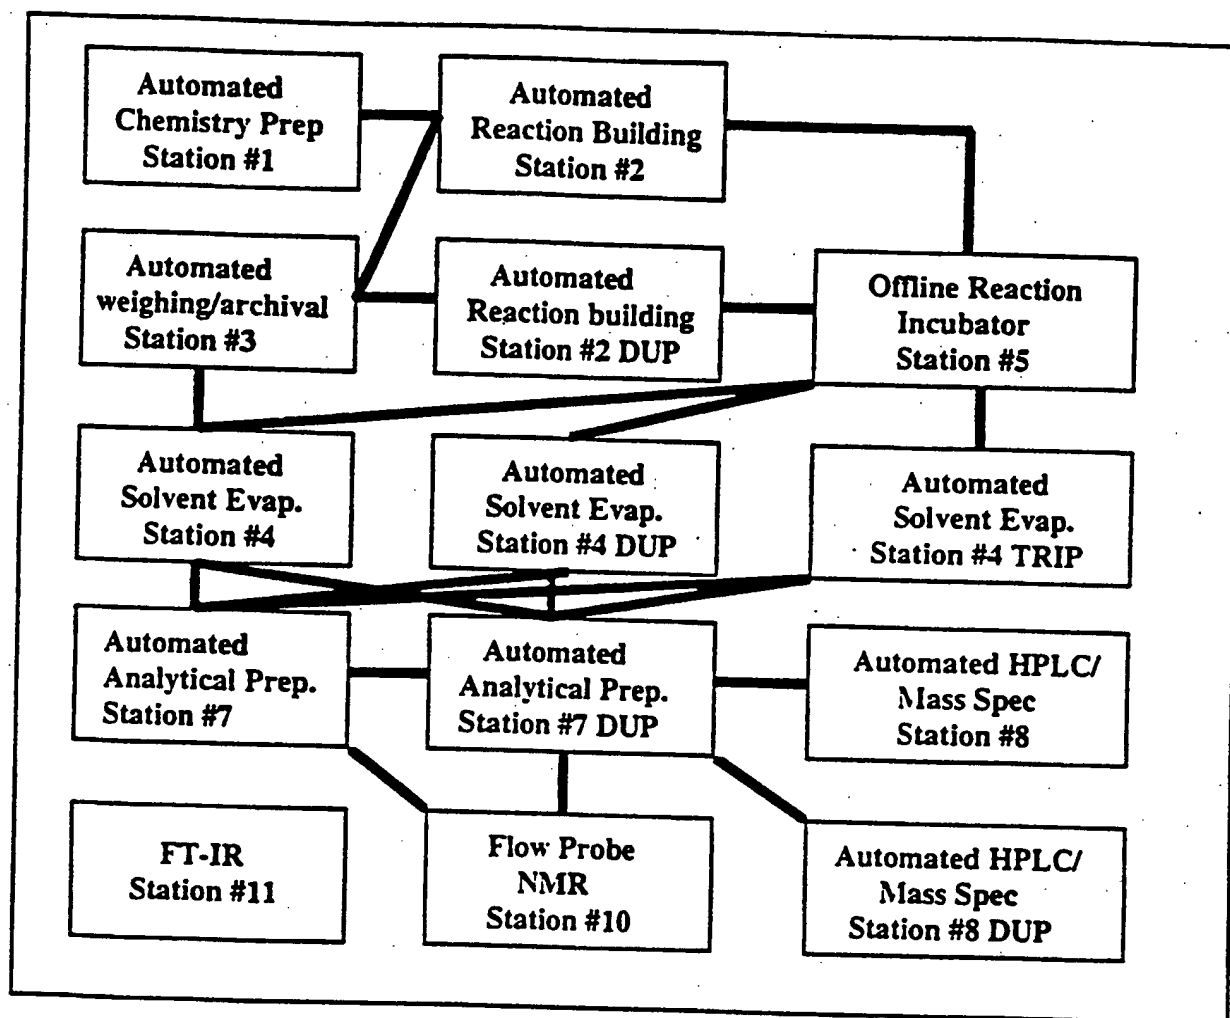 Automated
Chemistry Prep
Station #1
Automated
Reaction Building
Station #2
Automated
weighing/archival
Station #3
Automated
Reaction building
Station #2 DUP
Offline Reaction
Incubator
Station #5
Automated
Solvent Evap.
Station #4
Automated
Solvent Evap.
Station #4 DUP
Automated
Solvent Evap.
Station #4 TRIP
Automated
Analytical Prep.
Station #7
Automated
Analytical Prep.
Station #7 DUP
Automated HPLC/
Mass Spec
Station #8
FT-IR
Station #11
Flow Probe
NMR
Station #10
Automated HPLC/
Mass Spec
Station #8 DUP